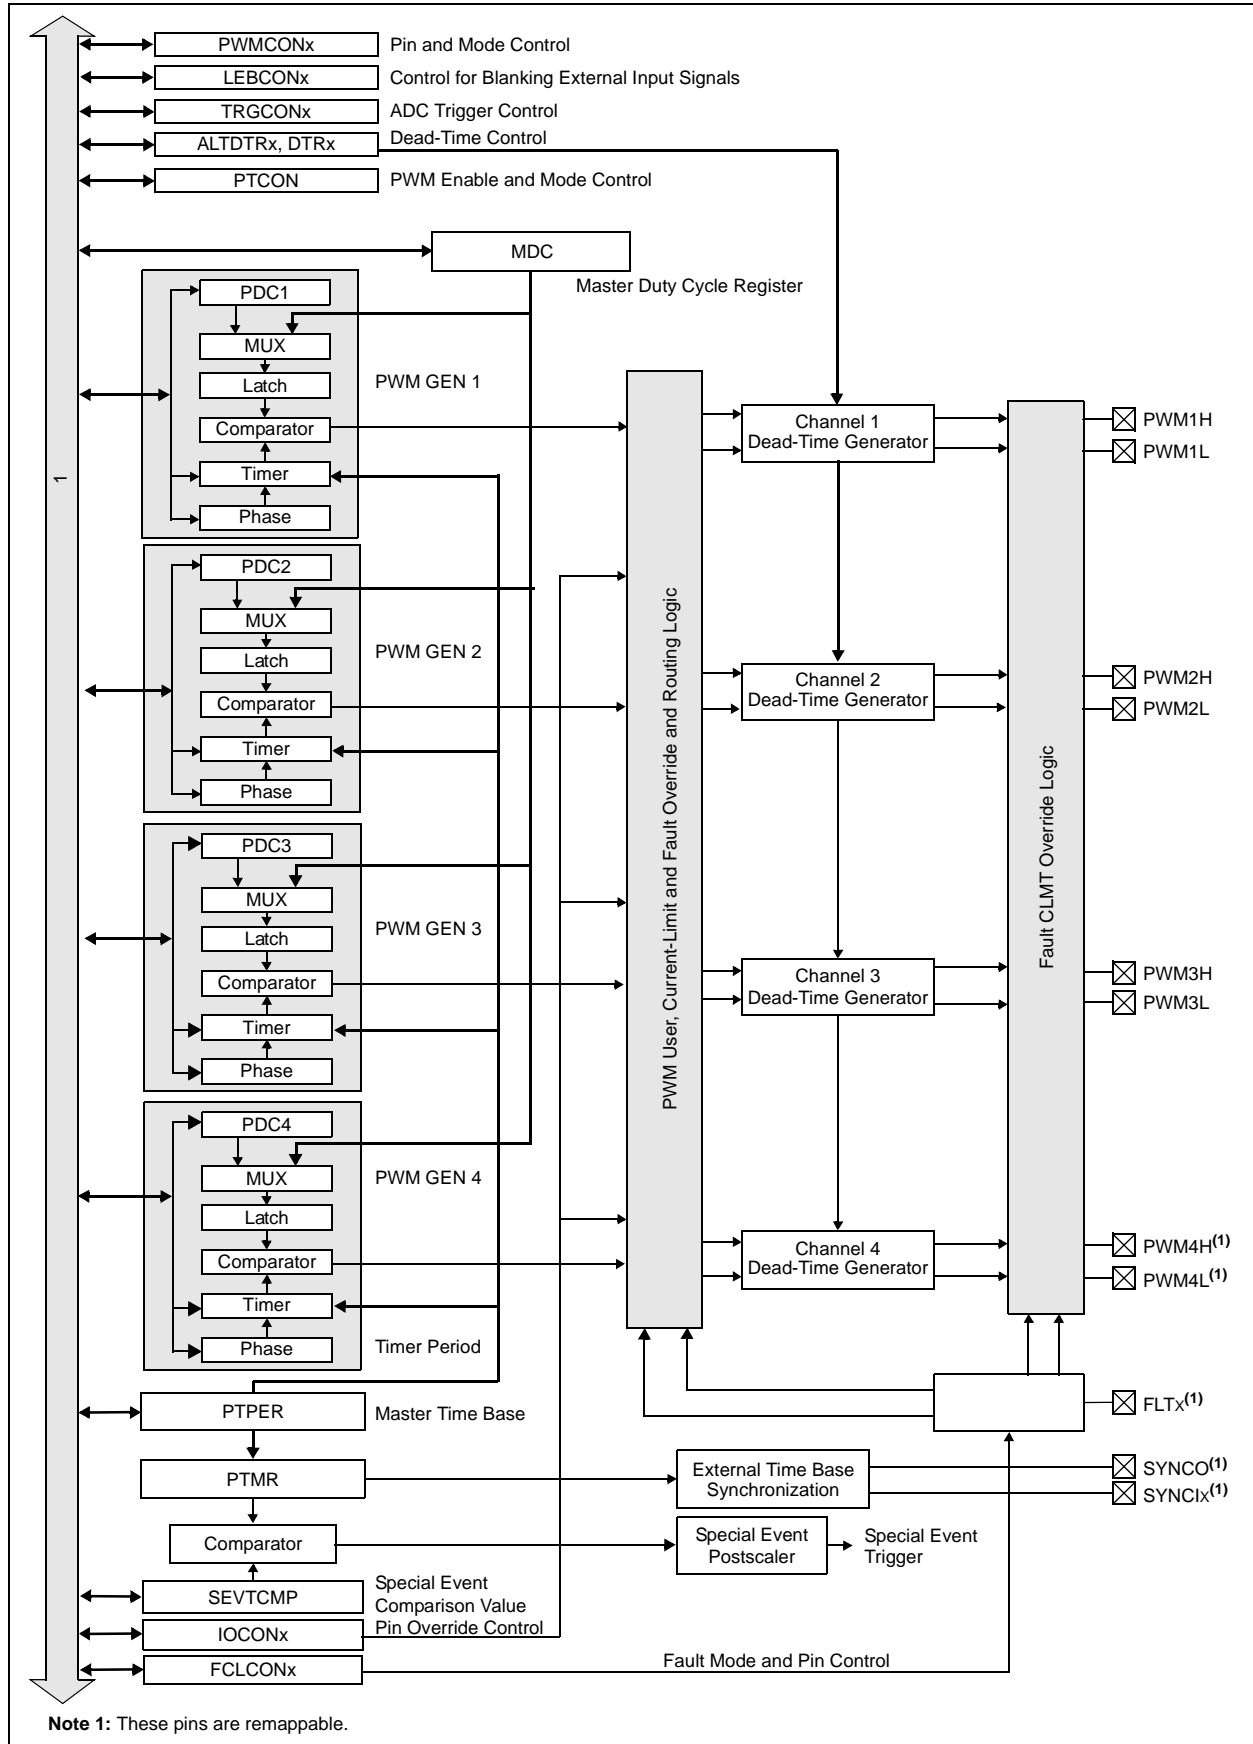 PWMCONx
Pin and Mode Control
LEBCONx
Control for Blanking External Input Signals
TRGCONx
ADC Trigger Control
ALTDTRx, DTRx
Dead-Time Control
PTCON
PWM Enable and Mode Control
MDC
Master Duty Cycle Register
1
PDC1
MUX
Latch
Comparator
Timer
Phase
PWM GEN 1
PDC2
MUX
Latch
Comparator
Timer
Phase
PWM GEN 2
PDC3
MUX
Latch
Comparator
Timer
Phase
PWM GEN 3
PDC4
MUX
Latch
Comparator
Timer
Phase
PWM GEN 4
Timer Period
PWM User, Current-Limit and Fault Override and Routing Logic
Channel 1
Dead-Time Generator
Channel 2
Dead-Time Generator
Channel 3
Dead-Time Generator
Channel 4
Dead-Time Generator
Fault CLMT Override Logic
PWM1H
PWM1L
PWM2H
PWM2L
PWM3H
PWM3L
PWM4H(1)
PWM4L(1)
FLTX(1)
PTPER
Master Time Base
PTMR
External Time Base
Synchronization
SYNCO(1)
SYNCIX(1)
Comparator
Special Event
Postscaler
Special Event
Trigger
SEVTCMP
Special Event
Comparison Value
IOCONx
Pin Override Control
FCLCONx
Fault Mode and Pin Control
Note 1: These pins are remappable.